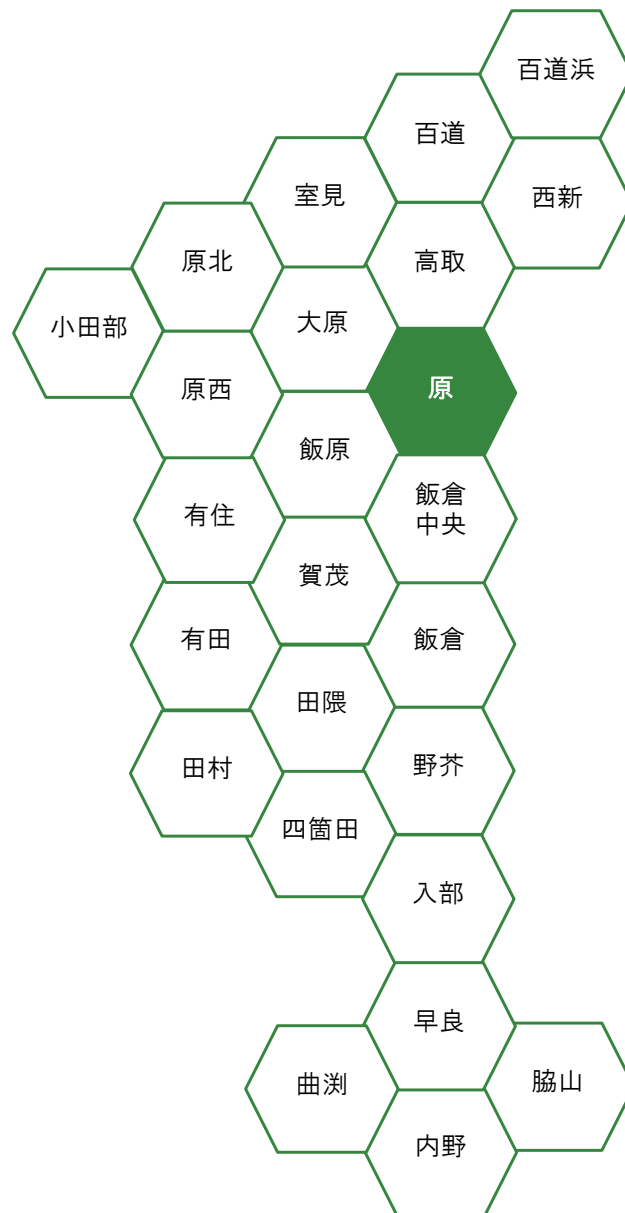 百道浜
百道
室見
西新
原北
高取
小田部
大原
原西
原
飯原
有住
飯倉
中央
賀茂
有田
飯倉
田隈
田村
野芥
四箇田
入部
早良
曲渕
脇山
内野